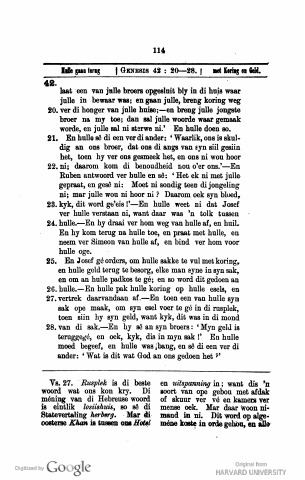 114
Hulle gaan terug [ GENESIS 42 : 20—28. ] met Koring en Geld.
42.
laat een van julle broers opgesluit bly in di huis waar
julle in bewaar was; en gaan julle, breng koring weg
20. ver di honger van julle huise;—en breng julle jongste
broer na my toe; dan sal julle woorde waar gemaak
worde, en julle sal ni sterwe ni.' En hulle doen so.
21. En hulle sê di een ver di ander: 'Waarlik, ons is skul-
dig an ons broer, dat ons di angs van syn siil gesiin
het, toen hy ver ons gesmeek het, en ons ni wou hoor
22. ni; daarom kom di benoudheid nou o'er ons.'—En
Ruben antwoord ver hulle en sê: 'Het ek ni met julle
gepraat, en gesê ni: Moet ni sondig teen di jongeling
ni; mar julle wou ni hoor ni? Daarom oek syn bloed,
23. kyk, dit word ge'eis!'—En hulle weet ni dat Josef
ver hulle verstaan ni, want daar was 'n tolk tussen
24. hulle.—En hy draai ver hom weg van hulle af, en huil.
En hy kom terug na hulle toe, en praat met hulle, en
neem ver Simeon van hulle af, en bind ver hom voor
hulle oge.
25. En Josef gé orders, om hulle sakke te vul met koring,
en hulle geld terug te besorg, elke man syne in syn sak,
en om an hulle padkos te gé; en so word dit gedoen an
26. hulle.—En hulle pak hulle koring op hulle esels, en
27. vertrek daarvandaan af.—En toen een van hulle syn
sak ope maak, om syn esel voer te gé in di rusplek,
toen siin hy syn geld, want kyk, dit was in di mond
28. van di sak.—En hy sê an syn broers: 'Myn geld is
teruggegé, en oek, kyk, dis in myn sak!' En hulle
moed begeef, en hulle was bang, en sê di een ver di
ander: 'Wat is dit wat God an ons gedoen het?'
Vs. 27. Rusplek is di beste
woord wat ons kon kry. Di
méning van di Hebreuse woord
is eintlik losiishuis, so sê di
Statevertaling herberg. Mar di
oosterse Khan is tussen ons Hotel
en uitspanning in; want dis 'n
soort van ope gebou met afdak
of skuur ver vé en kamers ver
mense oek. Mar daar woon ni-
mand in ni. Dit word op alge-
méne koste in orde gehou, en alle
Digitized by Google
Original from
HARVARD UNIVERSITY